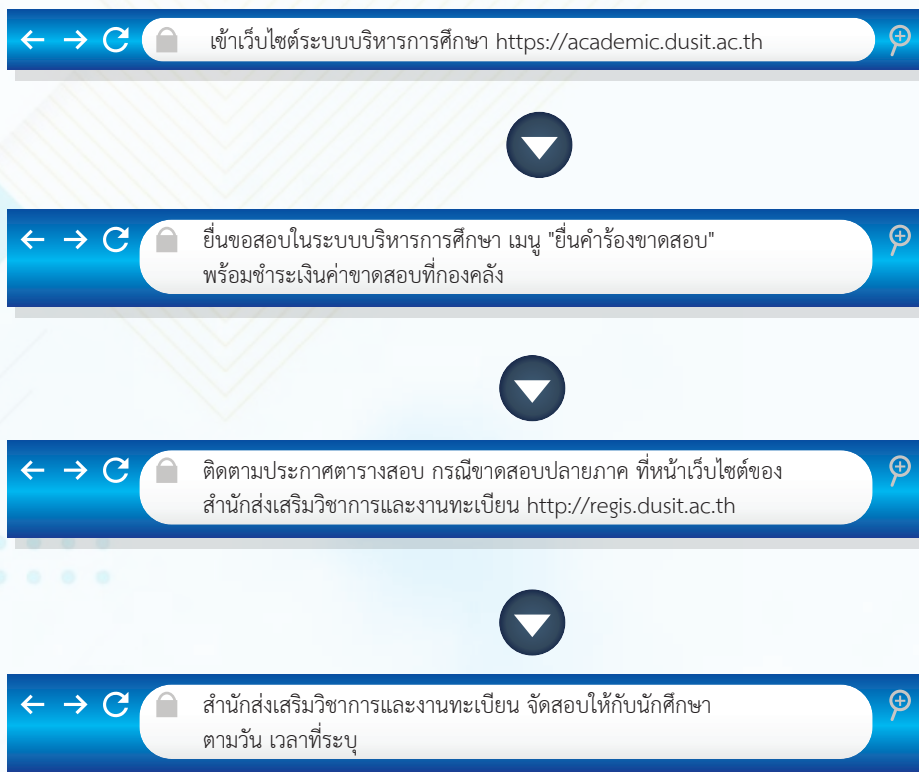 เข้าเว็บไซต์ระบบบริหารการศึกษา https://academic.dusit.ac.th
ยื่นขอสอบในระบบบริหารการศึกษา เมนู "ยื่นคำร้องขาดสอบ"
พร้อมชำระเงินค่าขาดสอบที่กองคลัง
ติดตามประกาศตารางสอบ กรณีขาดสอบปลายภาค ที่หน้าเว็บไซต์ของ
สำนักส่งเสริมวิชาการและงานทะเบียน http://regis.dusit.ac.th
สำนักส่งเสริมวิชาการและงานทะเบียน จัดสอบให้กับนักศึกษา
ตามวัน เวลาที่ระบุ